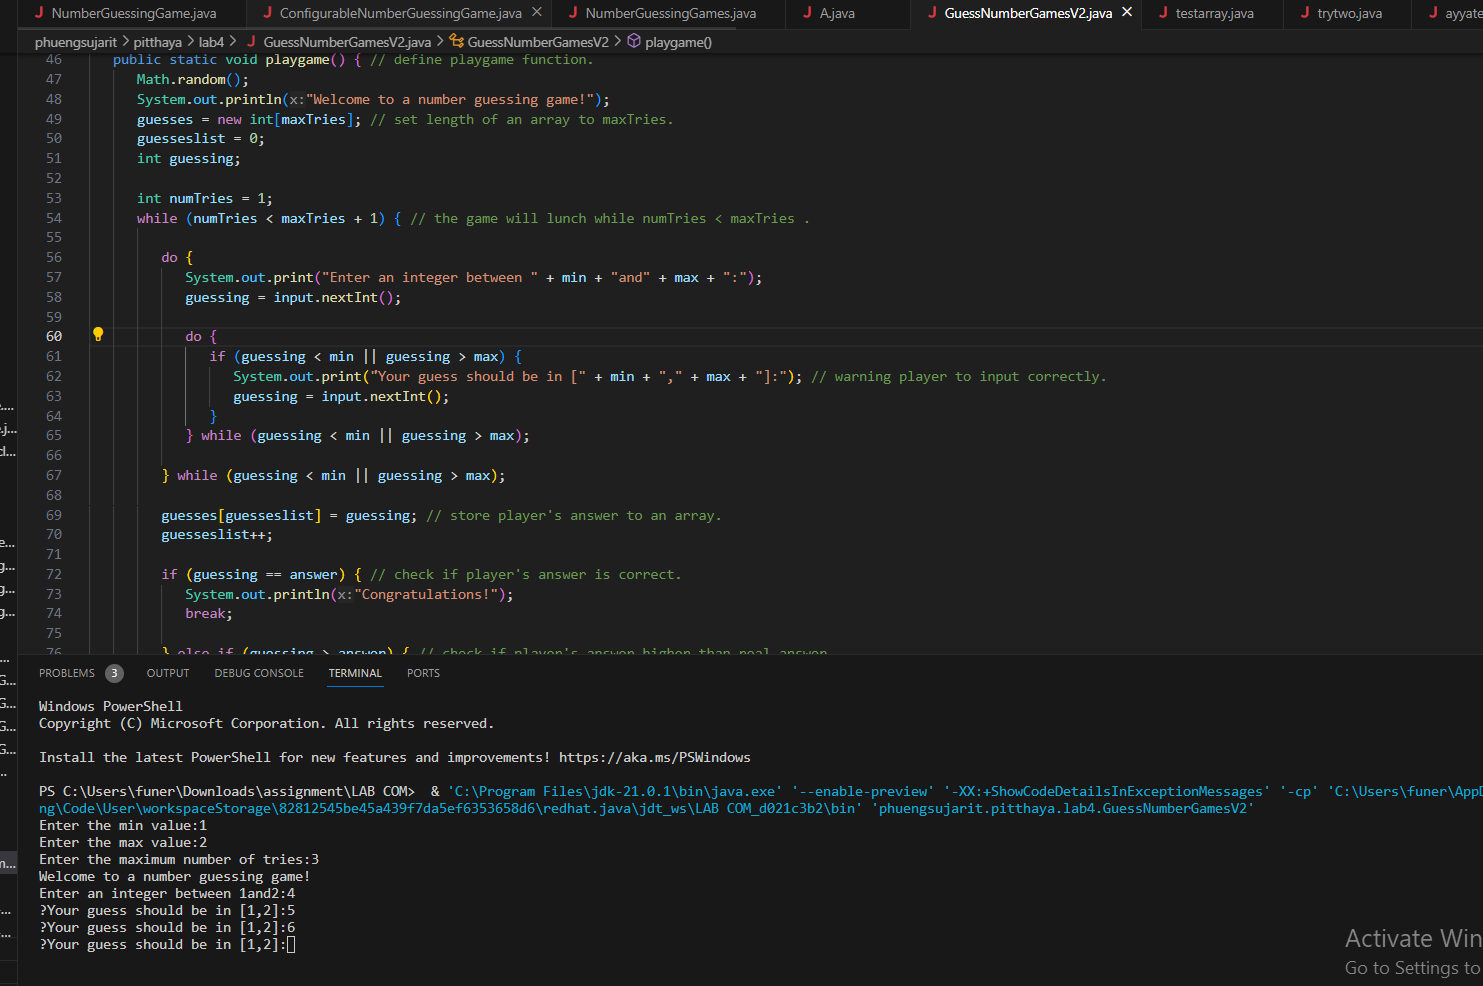 NumberGuessingGame.java ConfigurableNumberGuessingGame.java NumberGuessingGames.java A.java GuessNumberGamesV2.java testarray.java trytwo.java
phuengsujarit > pitthaya > lab4 > GuessNumberGamesV2.java > GuessNumberGamesV2 > playgame()
46 public static void playgame() { // define playgame function.
47 Math.random();
48 System.out.println(x:"Welcome to a number guessing game!");
49 guesses = new int[maxTries]; // set length of an array to maxTries.
50 guesseslist = 0;
51 int guessing;
52
53 int numTries = 1;
54 while (numTries < maxTries + 1) { // the game will lunch while numTries < maxTries .
55
56 do {
57 System.out.print("Enter an integer between " + min + "and" + max + ":");
58 guessing = input.nextInt();
59
60 do {
61 if (guessing < min || guessing > max) {
62 System.out.print("Your guess should be in [" + min + "," + max + "]:"); // warning player to input correctly.
63 guessing = input.nextInt();
64 }
65 } while (guessing < min || guessing > max);
66
67 } while (guessing < min || guessing > max);
68
69 guesses[guesseslist] = guessing; // store player's answer to an array.
70 guesseslist++;
71
72 if (guessing == answer) { // check if player's answer is correct.
73 System.out.println(x:"Congratulations!");
74 break;
75
76 } else if (guessing > answer) { // check if player's answer higher than real answer
PROBLEMS 3 OUTPUT DEBUG CONSOLE TERMINAL PORTS
Windows PowerShell
Copyright (C) Microsoft Corporation. All rights reserved.
Install the latest PowerShell for new features and improvements! https://aka.ms/PSWindows
PS C:\Users\funer\Downloads\assignment\LAB COM> & 'C:\Program Files\jdk-21.0.1\bin\java.exe' '--enable-preview' '-XX:+ShowCodeDetailsInExceptionMessages' '-cp' 'C:\Users\funer\AppD
ng\Code\User\workspaceStorage\82812545be45a439f7da5ef6353658d6\redhat.java\jdt_ws\LAB COM_d021c3b2\bin' 'phuengsujarit.pitthaya.lab4.GuessNumberGamesV2'
Enter the min value:1
Enter the max value:2
Enter the maximum number of tries:3
Welcome to a number guessing game!
Enter an integer between 1and2:4
?Your guess should be in [1,2]:5
?Your guess should be in [1,2]:6
?Your guess should be in [1,2]:
Activate Win
Go to Settings to